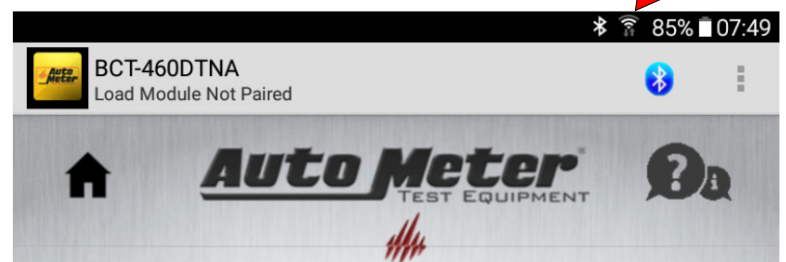 85% 07:49
Auto Meter
BCT-460DTNA
Load Module Not Paired
Auto Meter
TEST EQUIPMENT